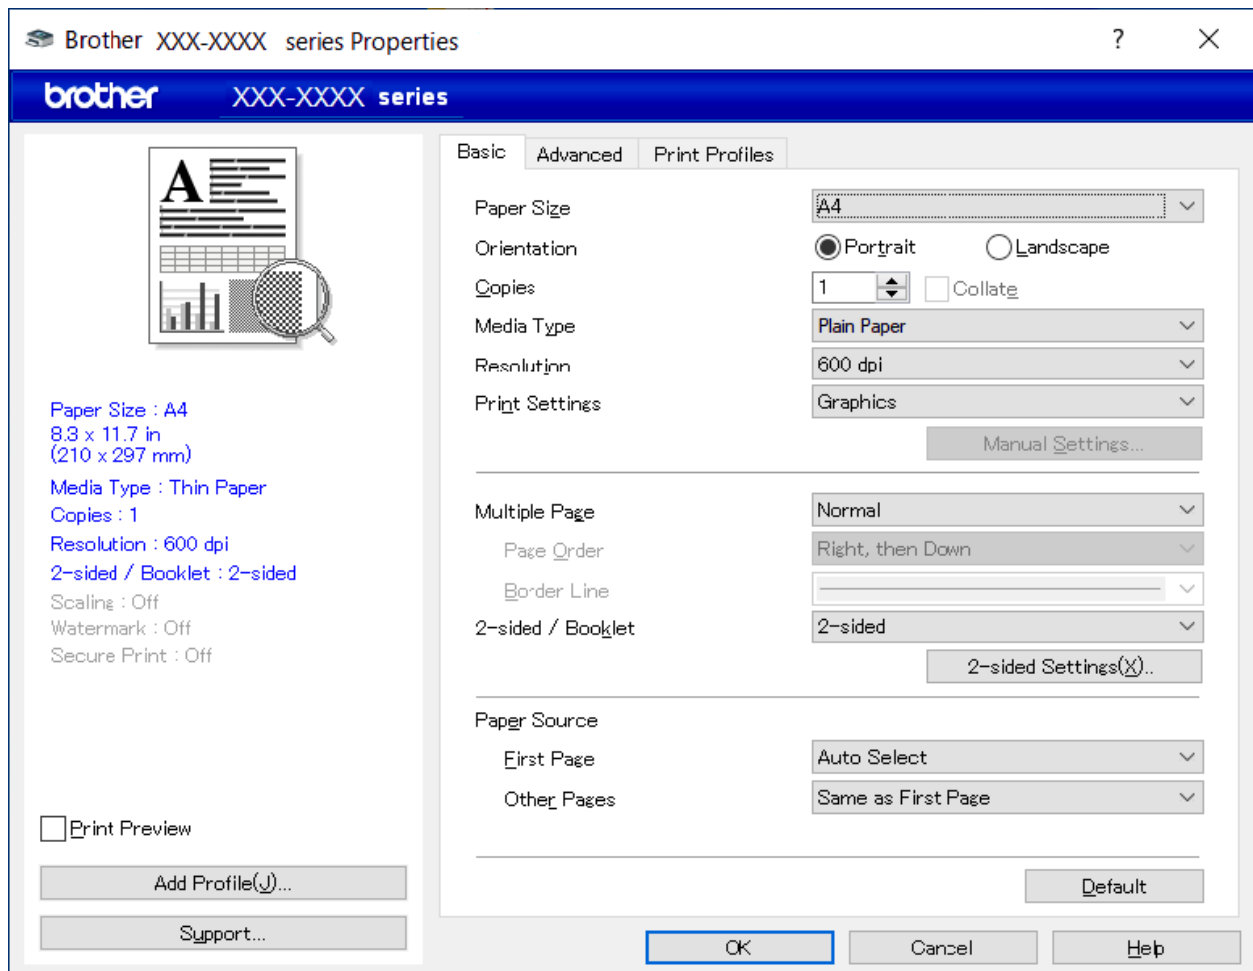 Brother XXX-XXXX series Properties
?
brother XXX-XXXX series
A
Paper Size : A4
8.3 x 11.7 in
(210 x 297 mm)
Media Type : Thin Paper
Copies : 1
Resolution : 600 dpi
2-sided / Booklet : 2-sided
Scaling : Off
Watermark : Off
Secure Print : Off
Print Preview
Add Profile(J)...
Support...
Basic Advanced Print Profiles
Paper Size A4
Orientation Portrait Landscape
Copies 1 Collate
Media Type Plain Paper
Resolution 600 dpi
Print Settings Graphics
Manual Settings...
Multiple Page Normal
Page Order Right, then Down
Border Line
2-sided / Booklet 2-sided
2-sided Settings(X)..
Paper Source
First Page Auto Select
Other Pages Same as First Page
Default
OK Cancel Help